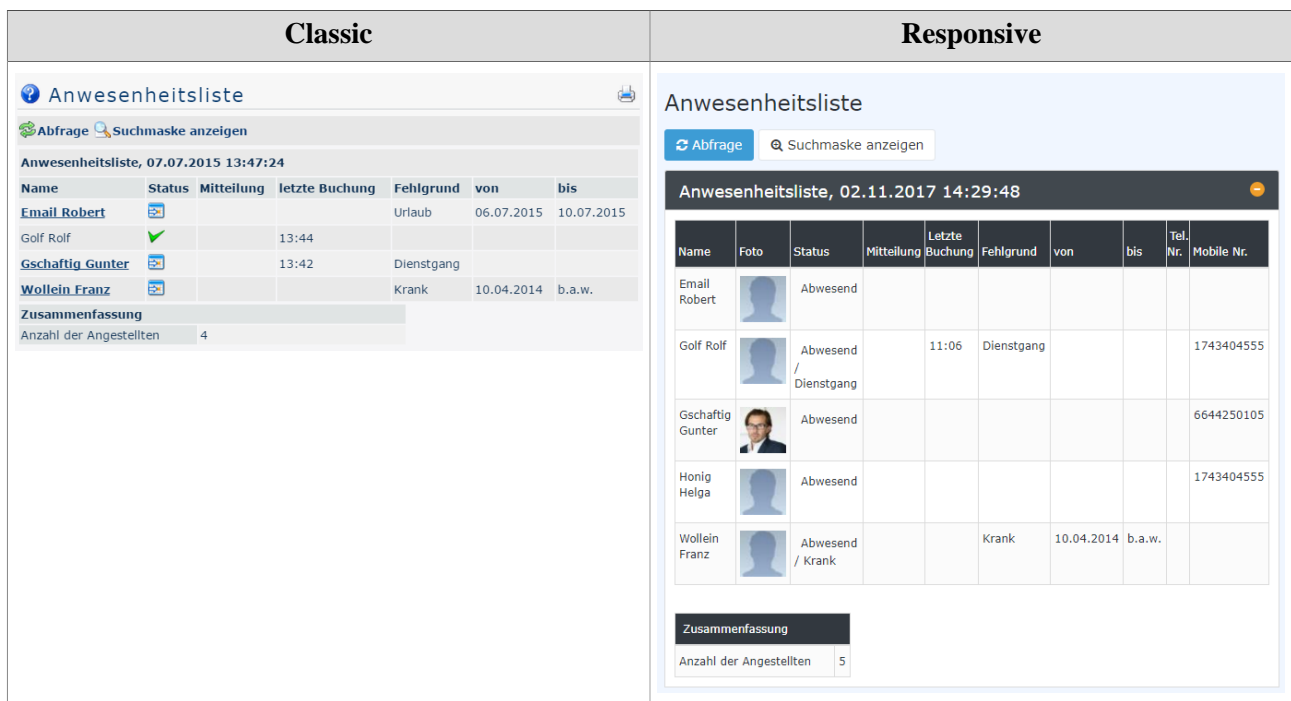 Classic
Responsive
Anwesenheitsliste
Abfrage Suchmaske anzeigen
Anwesenheitsliste, 07.07.2015 13:47:24
Name Status Mitteilung letzte Buchung Fehlgrund von bis
Email Robert Urlaub 06.07.2015 10.07.2015
Golf Rolf 13:44
Gschaftig Gunter 13:42 Dienstgang
Wollein Franz Krank 10.04.2014 b.a.w.
Zusammenfassung
Anzahl der Angestellten 4
Anwesenheitsliste
Abfrage Suchmaske anzeigen
Anwesenheitsliste, 02.11.2017 14:29:48
Name Foto Status Mitteilung Letzte Buchung Fehlgrund von bis Tel. Nr. Mobile Nr.
Email Robert Abwesend
Golf Rolf Abwesend / Dienstgang 11:06 Dienstgang 1743404555
Gschaftig Gunter Abwesend 6644250105
Honig Helga Abwesend 1743404555
Wollein Franz Abwesend / Krank Krank 10.04.2014 b.a.w.
Zusammenfassung
Anzahl der Angestellten 5